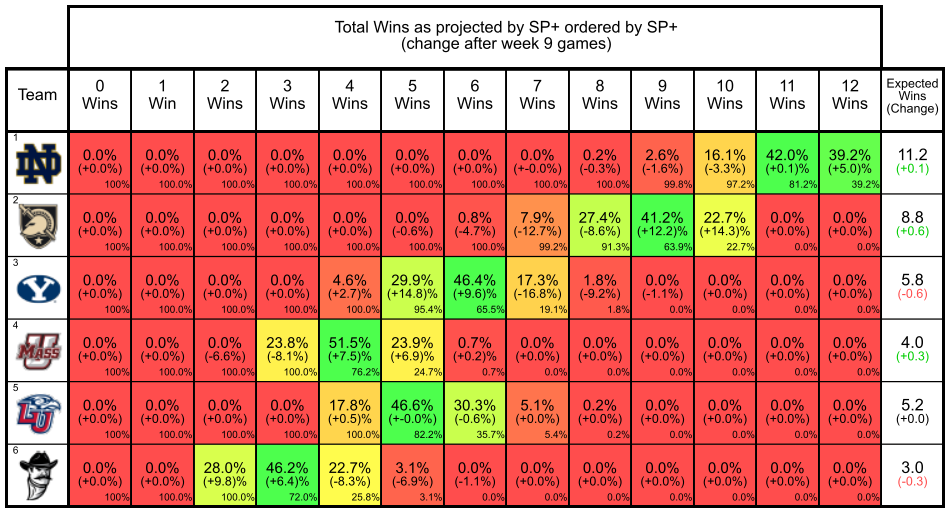 Total Wins as projected by SP+ ordered by SP+
(change after week 9 games)
Team 0 Wins 1 Win 2 Wins 3 Wins 4 Wins 5 Wins 6 Wins 7 Wins 8 Wins 9 Wins 10 Wins 11 Wins 12 Wins Expected Wins (Change)
1
ND 0.0% 0.0% 0.0% 0.0% 0.0% 0.0% 0.0% 0.0% 0.2% 2.6% 16.1% 42.0% 39.2% 11.2
(+0.0%) (+0.0%) (+0.0%) (+0.0%) (+0.0%) (+0.0%) (+0.0%) (+-0.0%) (-0.3%) (-1.6%) (-3.3%) (+0.1)% (+5.0)% (+0.1)
100% 100.0% 100.0% 100.0% 100.0% 100.0% 100.0% 100.0% 100.0% 99.8% 97.2% 81.2% 39.2%
2
0.0% 0.0% 0.0% 0.0% 0.0% 0.0% 0.8% 7.9% 27.4% 41.2% 22.7% 0.0% 0.0% 8.8
(+0.0%) (+0.0%) (+0.0%) (+0.0%) (+0.0%) (-0.6%) (-4.7%) (-12.7%) (-8.6%) (+12.2)% (+14.3)% (+0.0%) (+0.0%) (+0.6)
100% 100.0% 100.0% 100.0% 100.0% 100.0% 100.0% 99.2% 91.3% 63.9% 22.7% 0.0% 0.0%
3
Y 0.0% 0.0% 0.0% 0.0% 4.6% 29.9% 46.4% 17.3% 1.8% 0.0% 0.0% 0.0% 0.0% 5.8
(+0.0%) (+0.0%) (+0.0%) (+0.0%) (+2.7)% (+14.8)% (+9.6)% (-16.8%) (-9.2%) (-1.1%) (+0.0%) (+0.0%) (+0.0%) (-0.6)
100% 100.0% 100.0% 100.0% 100.0% 95.4% 65.5% 19.1% 1.8% 0.0% 0.0% 0.0% 0.0%
4
U MASS 0.0% 0.0% 0.0% 23.8% 51.5% 23.9% 0.7% 0.0% 0.0% 0.0% 0.0% 0.0% 0.0% 4.0
(+0.0%) (+0.0%) (-6.6%) (-8.1%) (+7.5)% (+6.9)% (+0.2)% (+0.0%) (+0.0%) (+0.0%) (+0.0%) (+0.0%) (+0.0%) (+0.3)
100% 100.0% 100.0% 100.0% 76.2% 24.7% 0.7% 0.0% 0.0% 0.0% 0.0% 0.0% 0.0%
5
LU 0.0% 0.0% 0.0% 0.0% 17.8% 46.6% 30.3% 5.1% 0.2% 0.0% 0.0% 0.0% 0.0% 5.2
(+0.0%) (+0.0%) (+0.0%) (+0.0%) (+0.5)% (+-0.0%) (-0.6%) (+0.0%) (+0.0%) (+0.0%) (+0.0%) (+0.0%) (+0.0%) (+0.0)
100% 100.0% 100.0% 100.0% 100.0% 82.2% 35.7% 5.4% 0.2% 0.0% 0.0% 0.0% 0.0%
6
0.0% 0.0% 28.0% 46.2% 22.7% 3.1% 0.0% 0.0% 0.0% 0.0% 0.0% 0.0% 0.0% 3.0
(+0.0%) (+0.0%) (+9.8)% (+6.4)% (-8.3%) (-6.9%) (-1.1%) (+0.0%) (+0.0%) (+0.0%) (+0.0%) (+0.0%) (+0.0%) (-0.3)
100% 100.0% 100.0% 72.0% 25.8% 3.1% 0.0% 0.0% 0.0% 0.0% 0.0% 0.0% 0.0%